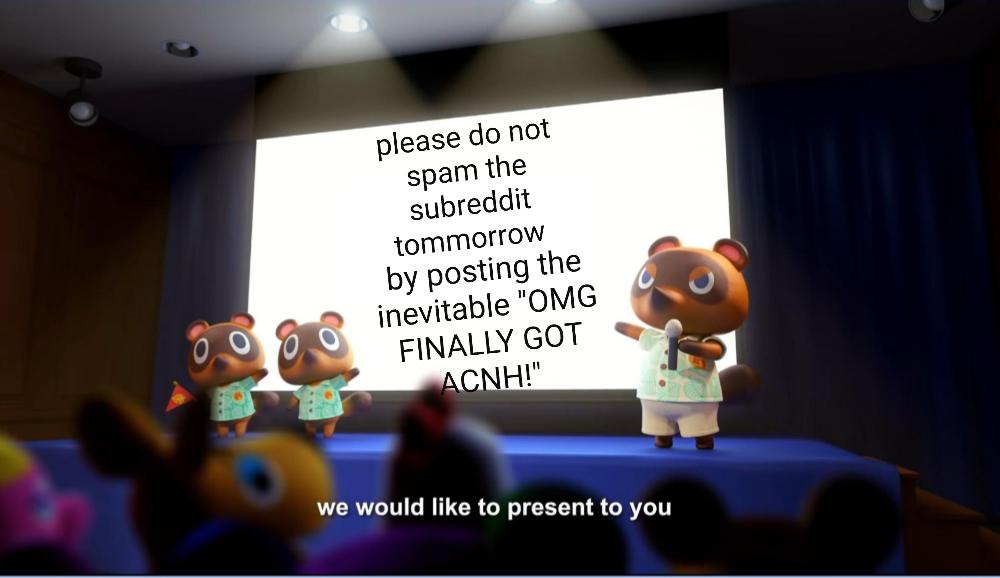 please do not
spam the
subreddit
tommorrow
by posting the
inevitable "OMG
FINALLY GOT
ACNH!"
we would like to present to you